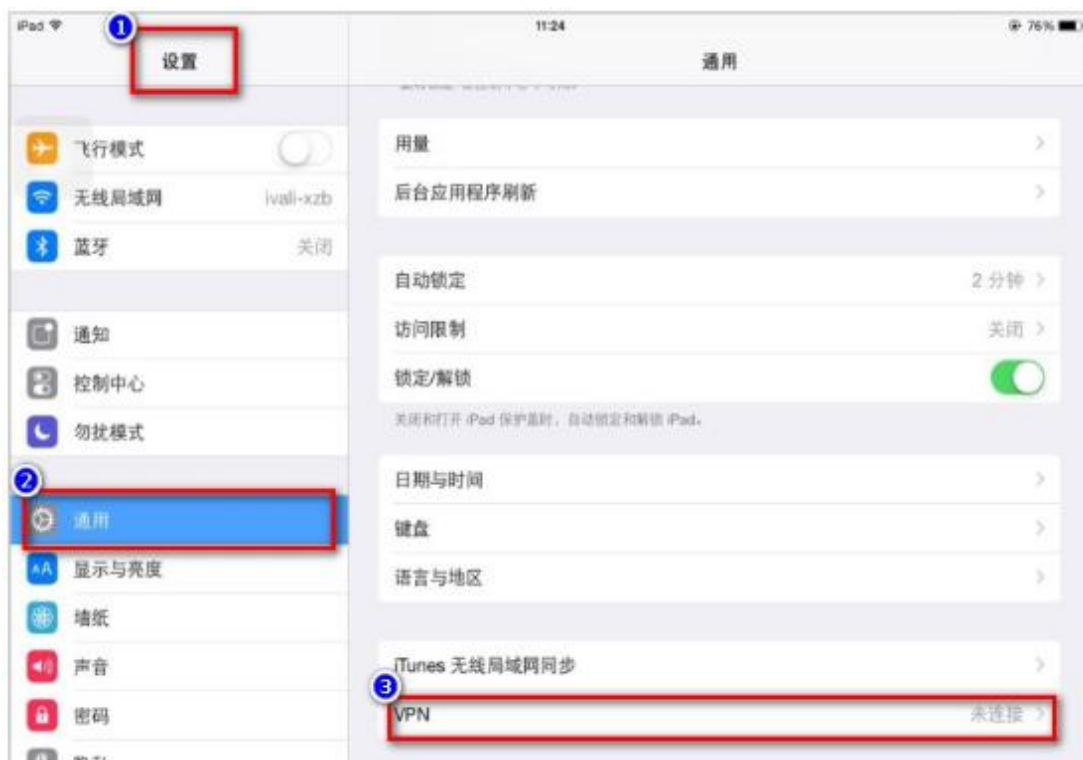 iPad
11:24
76%
1
设置
通用
飞行模式
无线局域网 ivali-xzb
蓝牙 关闭
通知
控制中心
勿扰模式
2
通用
显示与亮度
墙纸
声音
密码
用量
后台应用程序刷新
自动锁定 2 分钟
访问限制 关闭
锁定/解锁
关闭和打开 iPad 保护盖时，自动锁定和解锁 iPad。
日期与时间
键盘
语言与地区
iTunes 无线局域网同步
3
VPN 未连接